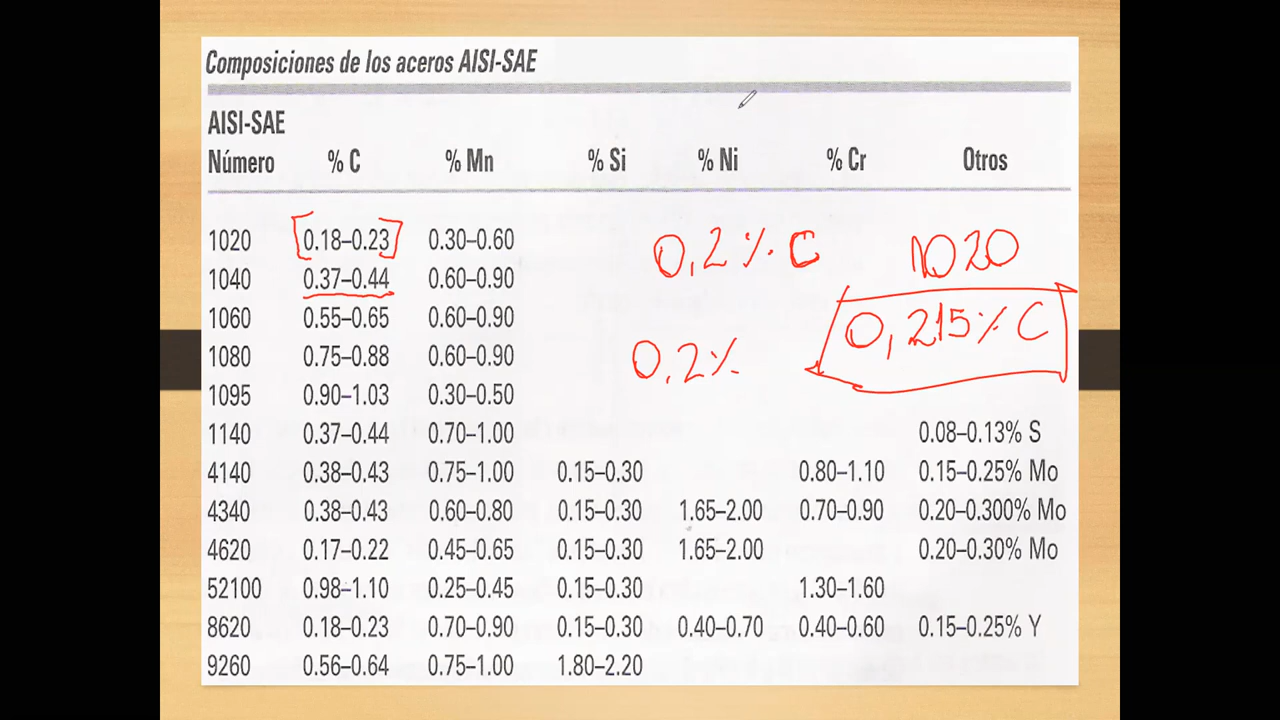 Composiciones de los aceros AISI-SAE
AISI-SAE
Número % C % Mn % Si % Ni % Cr Otros
1020 0.18–0.23 0.30–0.60 0,2% C 1020
1040 0.37–0.44 0.60–0.90
1060 0.55–0.65 0.60–0.90 0,215% C
1080 0.75–0.88 0.60–0.90 0.2%
1095 0.90–1.03 0.30–0.50
1140 0.37–0.44 0.70–1.00 0.08–0.13% S
4140 0.38–0.43 0.75–1.00 0.15–0.30 0.80–1.10 0.15–0.25% Mo
4340 0.38–0.43 0.60–0.80 0.15–0.30 1.65–2.00 0.70–0.90 0.20–0.300% Mo
4620 0.17–0.22 0.45–0.65 0.15–0.30 1.65–2.00 0.20–0.30% Mo
52100 0.98–1.10 0.25–0.45 0.15–0.30 1.30–1.60
8620 0.18–0.23 0.70–0.90 0.15–0.30 0.40–0.70 0.40–0.60 0.15–0.25% Y
9260 0.56–0.64 0.75–1.00 1.80–2.20